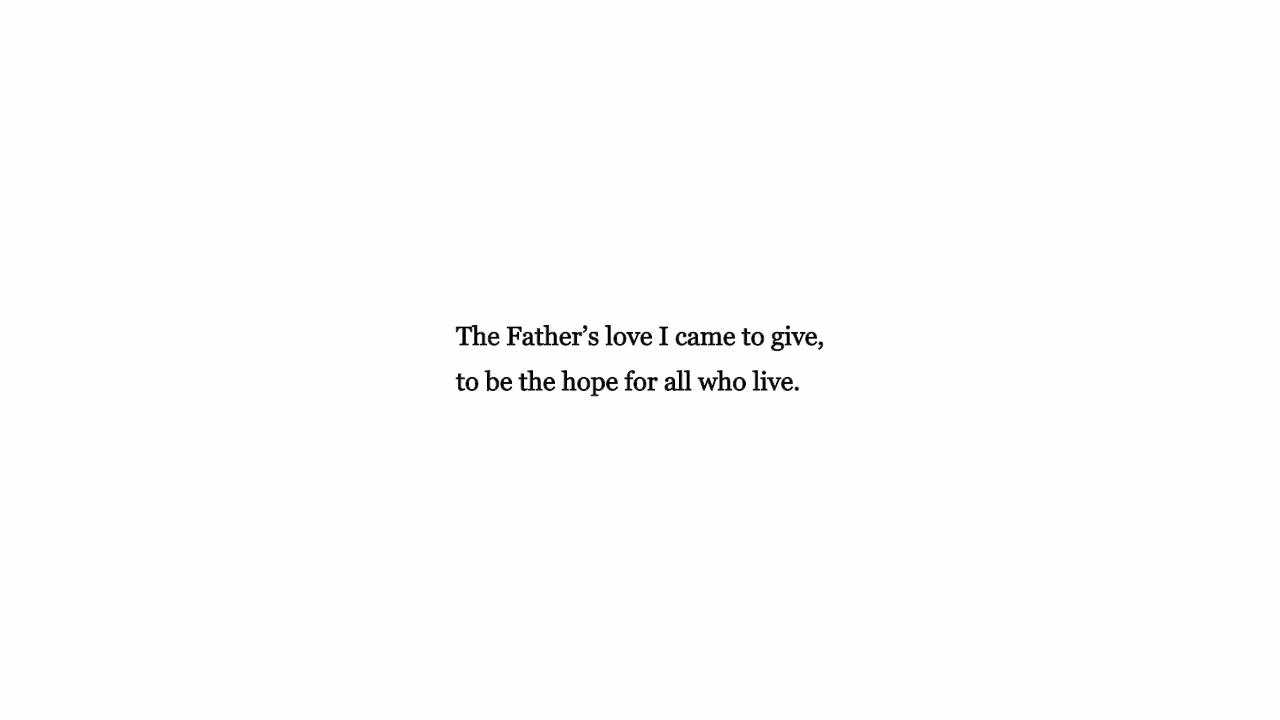 The Father’s love I came to give,
to be the hope for all who live.